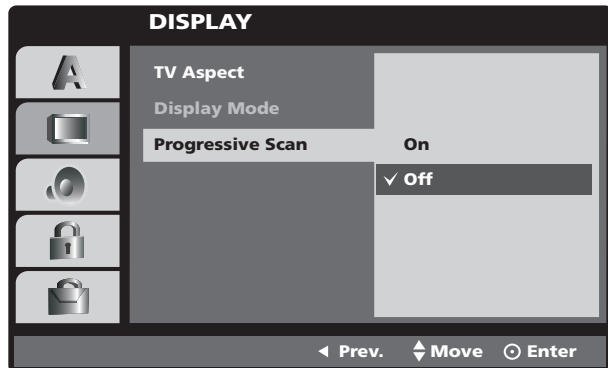 DISPLAY
A
TV Aspect
Display Mode
Progressive Scan
On
✓ Off
◄ Prev. Move Enter